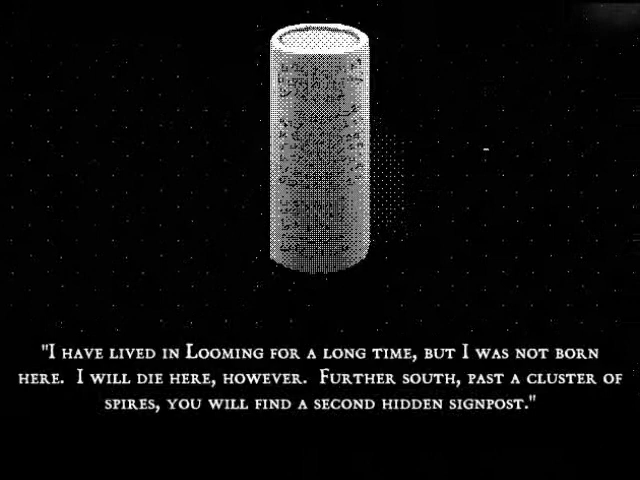 "I have lived in Looming for a long time, but I was not born
here.  I will die here, however.  Further south, past a cluster of
spires, you will find a second hidden signpost."